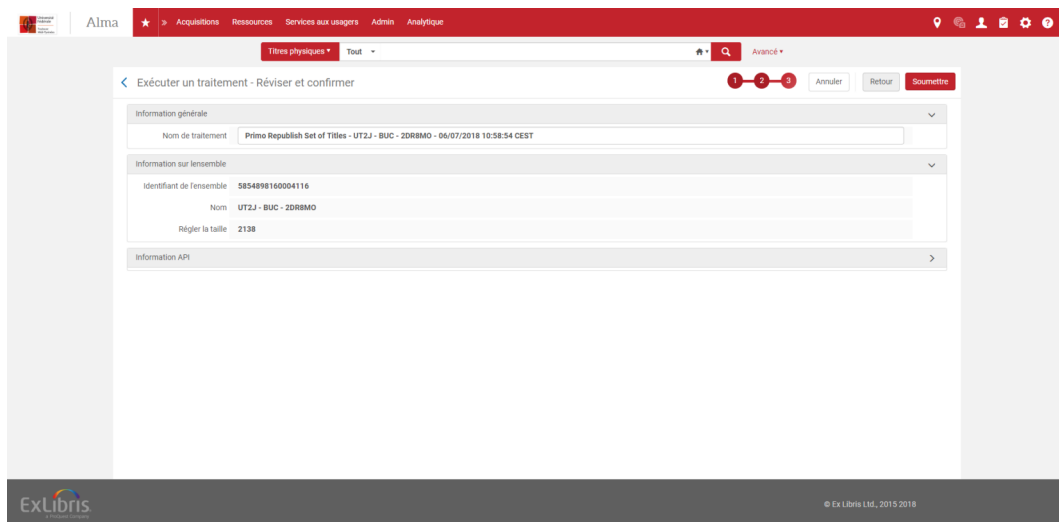 Université
Fédérale
Alma
» Acquisitions Ressources Services aux usagers Admin Analytique
Titres physiques Tout Avancé
Exécuter un traitement - Réviser et confirmer 1 2 3 Annuler Retour Soumettre
Information générale
Nom de traitement Primo Republish Set of Titles - UT2J - BUC - 2DR8MO - 06/07/2018 10:58:54 CEST
Information sur lensemble
Identifiant de l'ensemble 5854898160004116
Nom UT2J - BUC - 2DR8MO
Régler la taille 2138
Information API
ExLibris
© Ex Libris Ltd., 2015 2018